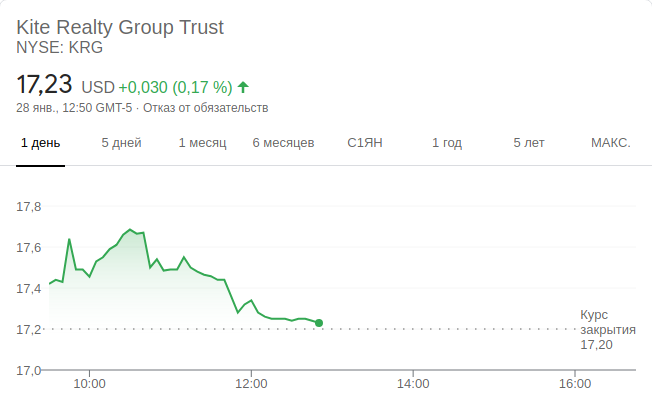 Kite Realty Group Trust
NYSE: KRG
17,23 USD +0,030 (0,17 %)
28 янв., 12:50 GMT-5 · Отказ от обязательств
1 день 5 дней 1 месяц 6 месяцев С1ЯН 1 год 5 лет МАКС.
17,8
17,6
17,4
17,2
17,0
Курс
закрытия
17,20
10:00 12:00 14:00 16:00